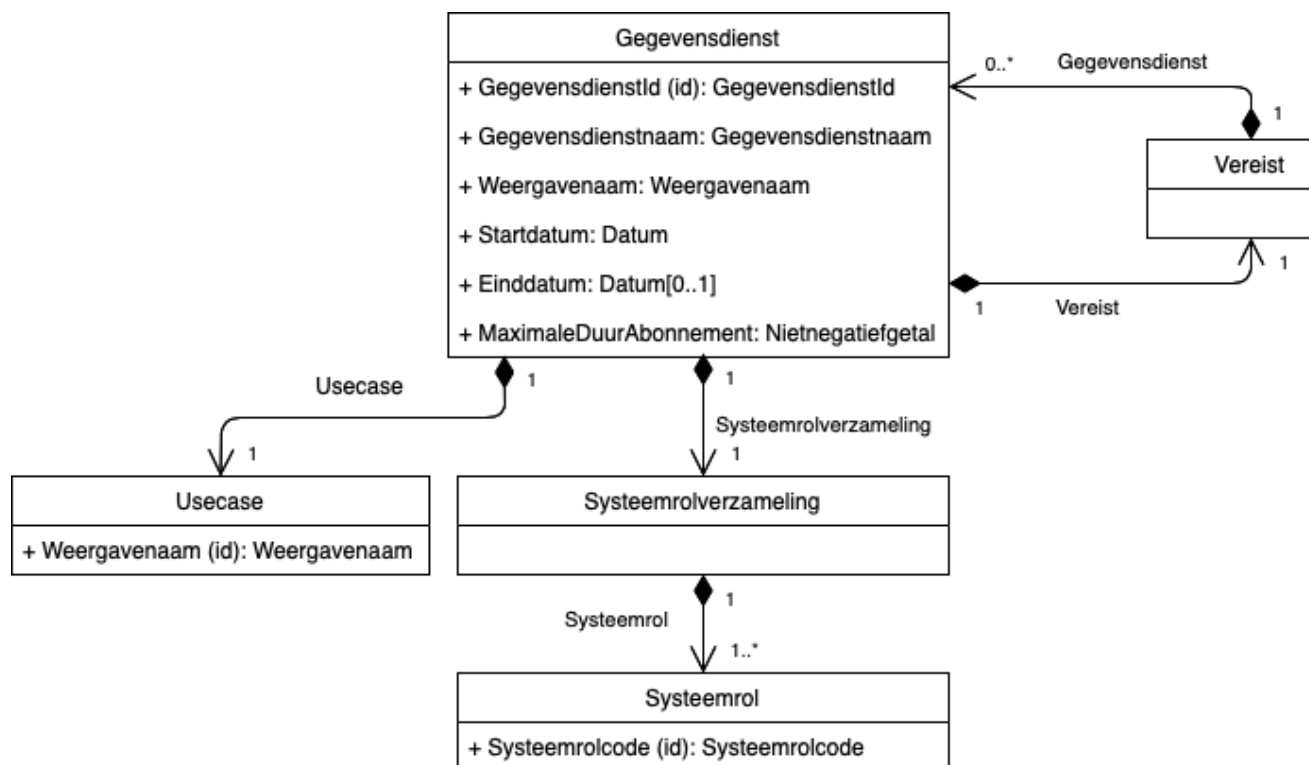 Gegevensdienst
+ GegevensdienstId (id): GegevensdienstId
+ Gegevensdienstnaam: Gegevensdienstnaam
+ Weergavenaam: Weergavenaam
+ Startdatum: Datum
+ Einddatum: Datum[0..1]
+ MaximaleDuurAbonnement: Nietnegatiefgetal
0..*
Gegevensdienst
1
Vereist
1
1
Vereist
Usecase
1
1
Systeemrolverzameling
1
1
Usecase
+ Weergavenaam (id): Weergavenaam
Systeemrolverzameling
1
Systeemrol
1..*
Systeemrol
+ Systeemrolcode (id): Systeemrolcode